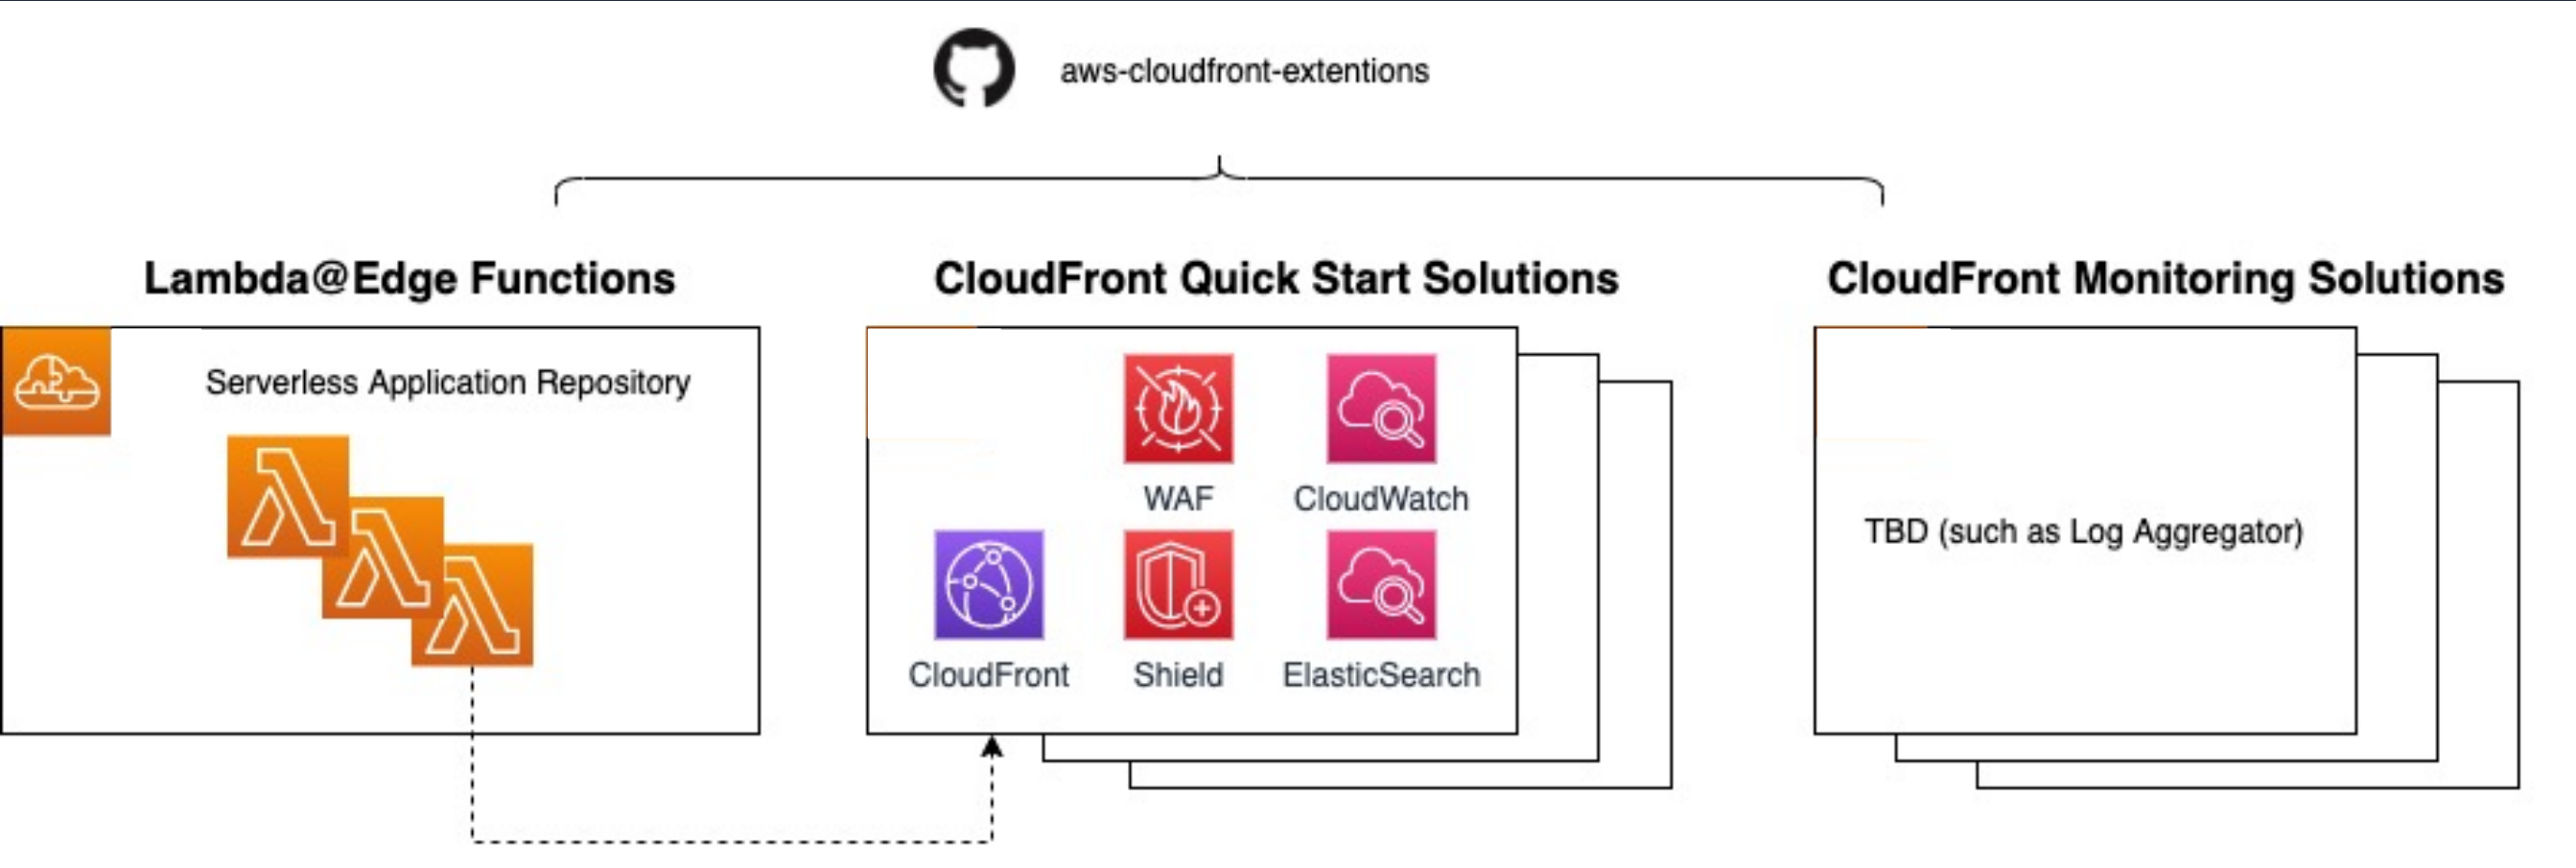 aws-cloudfront-extentions
Lambda@Edge Functions
CloudFront Quick Start Solutions
CloudFront Monitoring Solutions
Serverless Application Repository
WAF
CloudWatch
CloudFront
Shield
ElasticSearch
TBD (such as Log Aggregator)